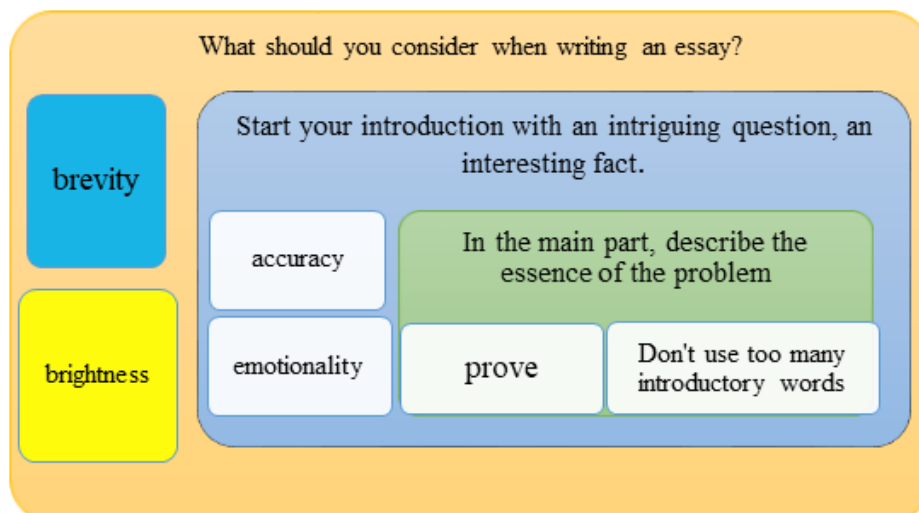 What should you consider when writing an essay?
brevity
Start your introduction with an intriguing question, an
interesting fact.
accuracy
In the main part, describe the
essence of the problem
brightness
emotionality
prove
Don't use too many
introductory words